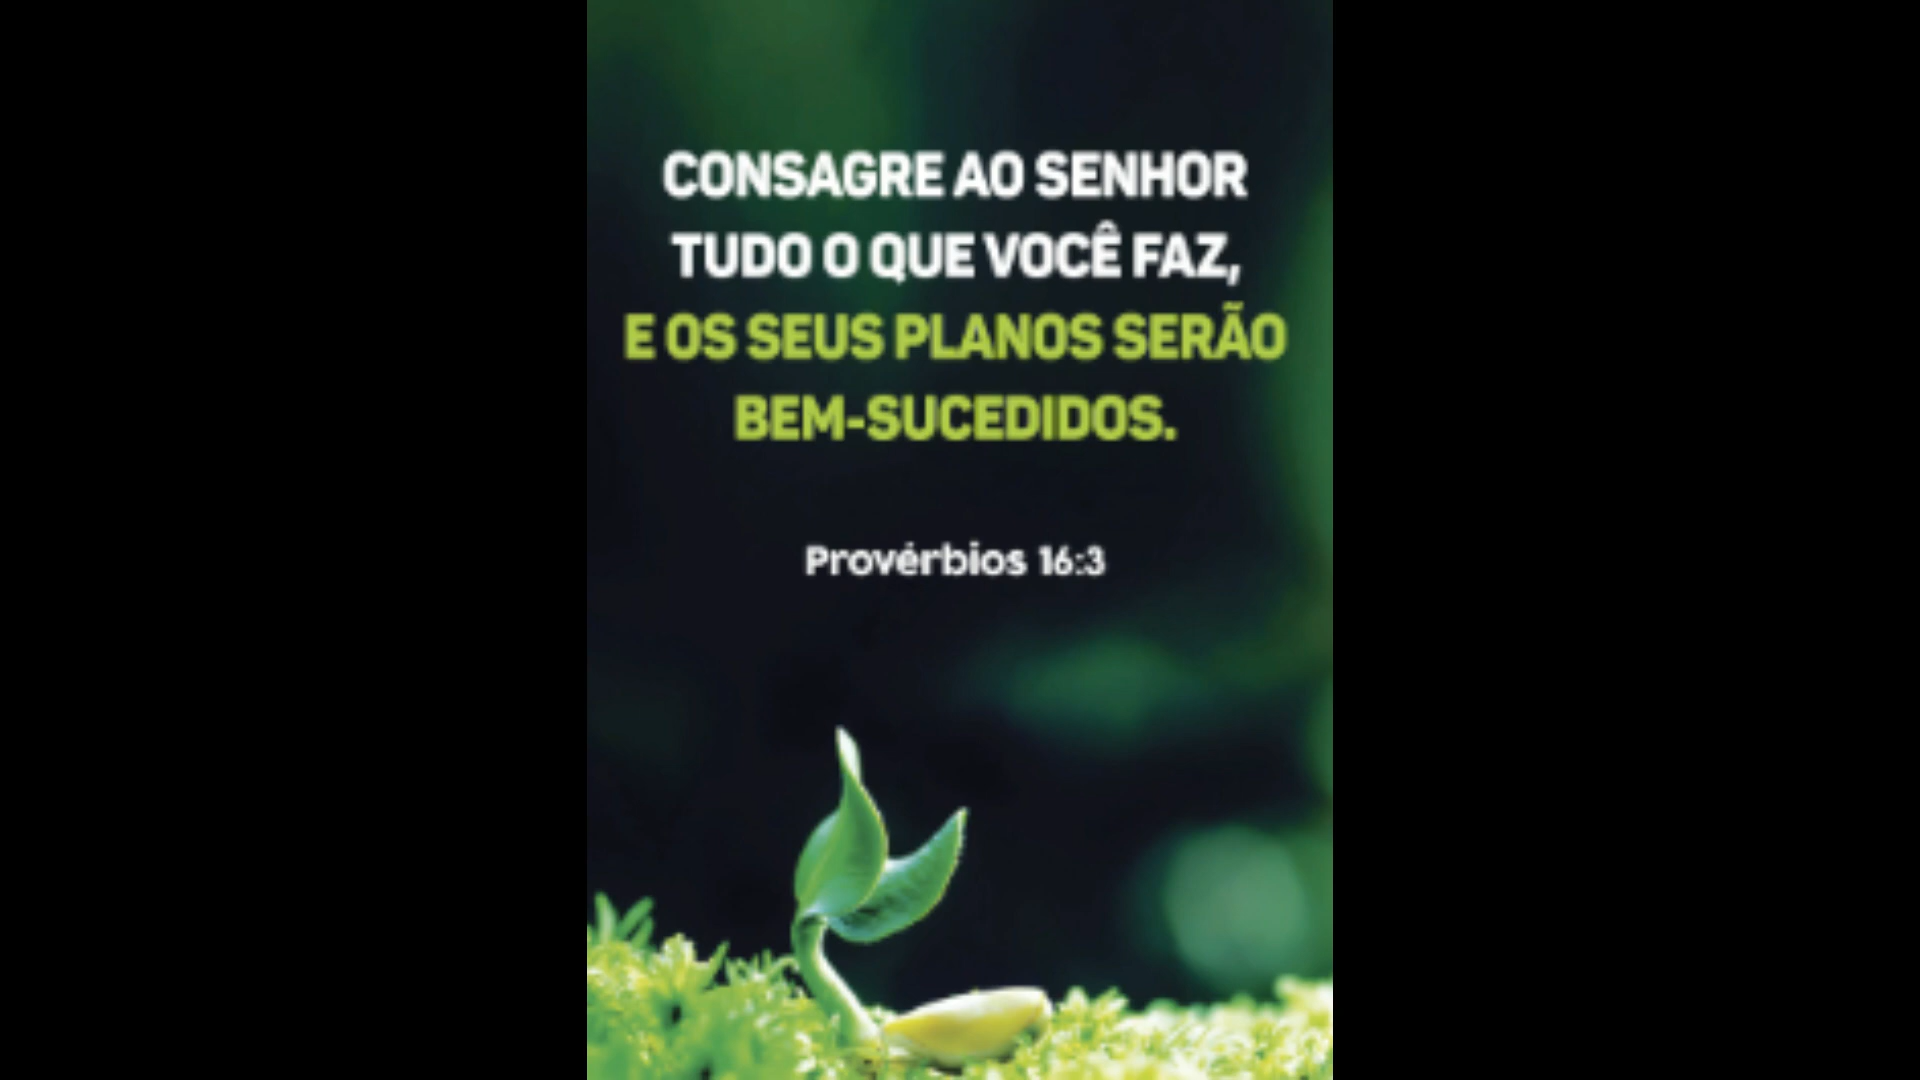 CONSAGRE AO SENHOR
TUDO O QUE VOCÊ FAZ,
E OS SEUS PLANOS SERÃO
BEM-SUCEDIDOS.
Provérbios 16:3